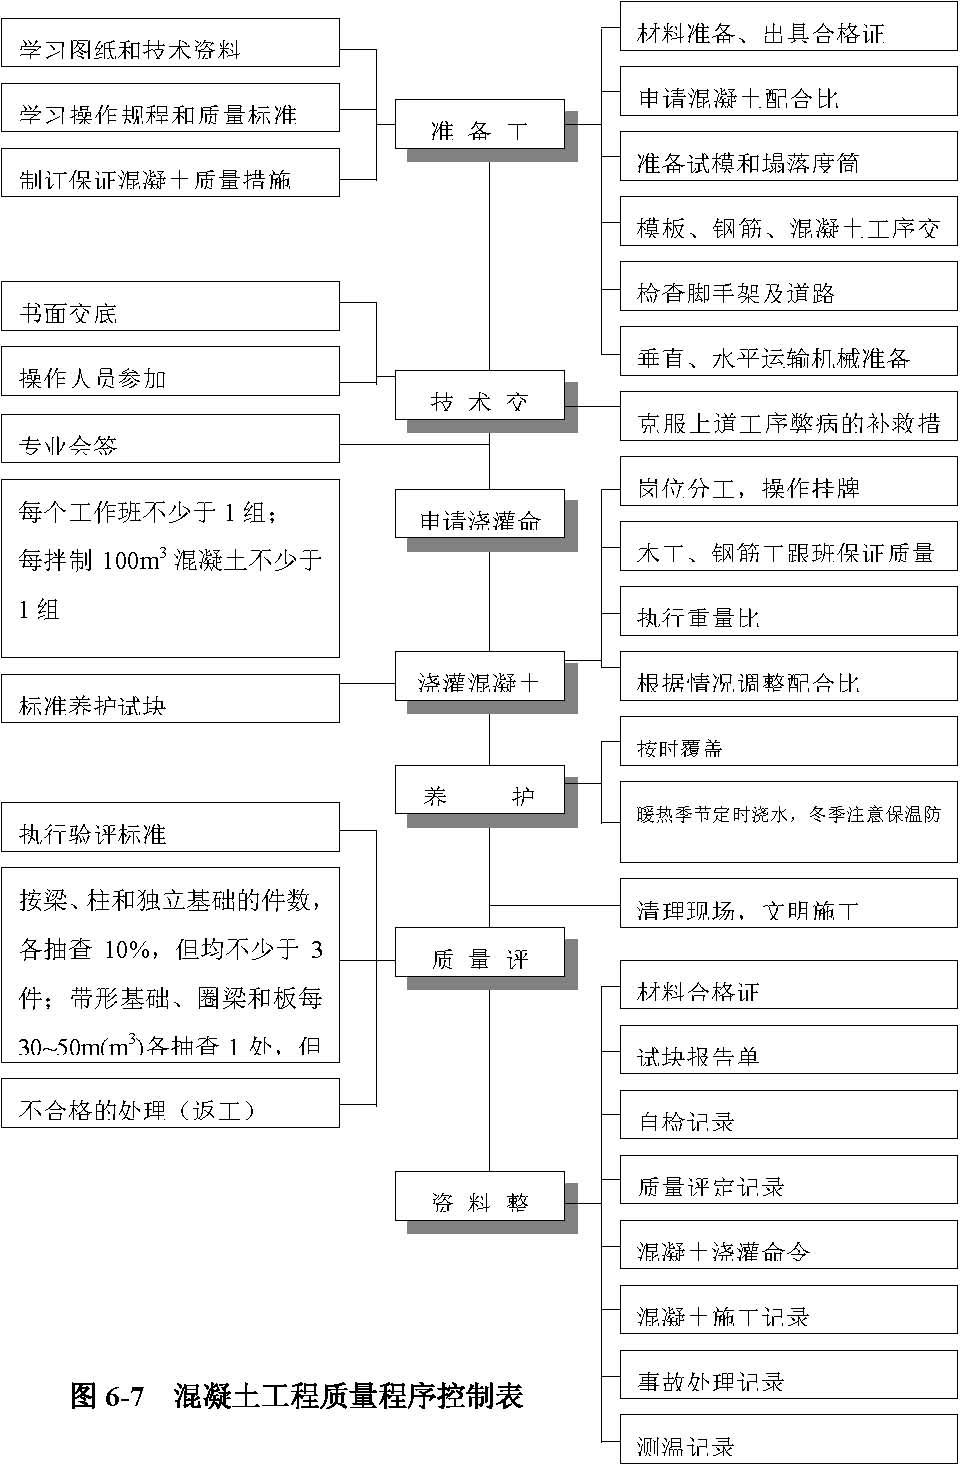 学习图纸和技术资料
学习操作规程和质量标准
制订保证混凝土质量措施
准 备 工
材料准备、出具合格证
申请混凝土配合比
准备试模和塌落度筒
模板、钢筋、混凝土工序交
检查脚手架及道路
垂直、水平运输机械准备
书面交底
操作人员参加
技 术 交
克服上道工序弊病的补救措
专业会签
申请浇灌命
每个工作班不少于 1 组；
每拌制 100m³ 混凝土不少于
1 组
标准养护试块
浇灌混凝土
岗位分工，操作挂牌
木工、钢筋工跟班保证质量
执行重量比
根据情况调整配合比
养 护
按时覆盖
暖热季节定时浇水，冬季注意保温防
清理现场，文明施工
执行验评标准
按梁、柱和独立基础的件数，
各抽查 10%，但均不少于 3
件；带形基础、圈梁和板每
30~50m(m³)各抽查 1 处，但
不合格的处理（返工）
质 量 评
资 料 整
材料合格证
试块报告单
自检记录
质量评定记录
混凝土浇灌命令
混凝土施工记录
事故处理记录
测温记录
图 6-7 混凝土工程质量程序控制表